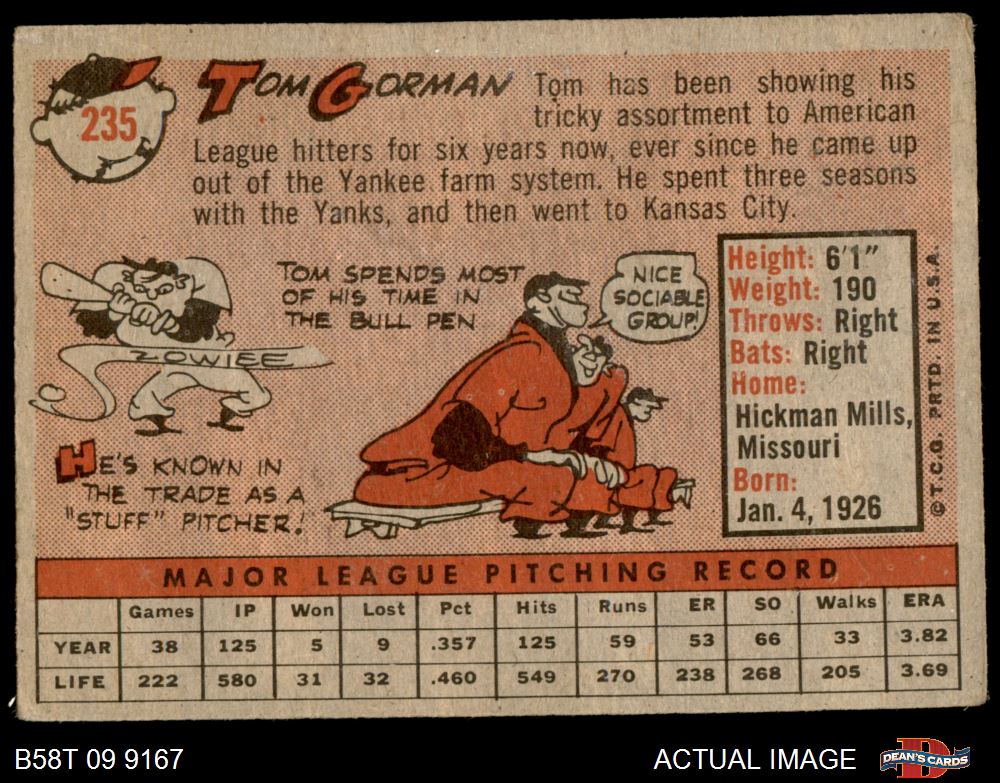 235
TOM GORMAN
Tom has been showing his
tricky assortment to American
League hitters for six years now, ever since he came up
out of the Yankee farm system. He spent three seasons
with the Yanks, and then went to Kansas City.
ZOWIEE
HE'S KNOWN IN
THE TRADE AS A
"STUFF" PITCHER!
TOM SPENDS MOST
OF HIS TIME IN
THE BULL PEN
NICE
SOCIABLE
GROUP!
Height: 6'1"
Weight: 190
Throws: Right
Bats: Right
Home:
Hickman Mills,
Missouri
Born:
Jan. 4, 1926
© T.C.G. PRTD. IN U.S.A.
MAJOR LEAGUE PITCHING RECORD
Games IP Won Lost Pct Hits Runs ER SO Walks ERA
YEAR 38 125 5 9 .357 125 59 53 66 33 3.82
LIFE 222 580 31 32 .460 549 270 238 268 205 3.69
B58T 09 9167
ACTUAL IMAGE
DEAN'S CARDS